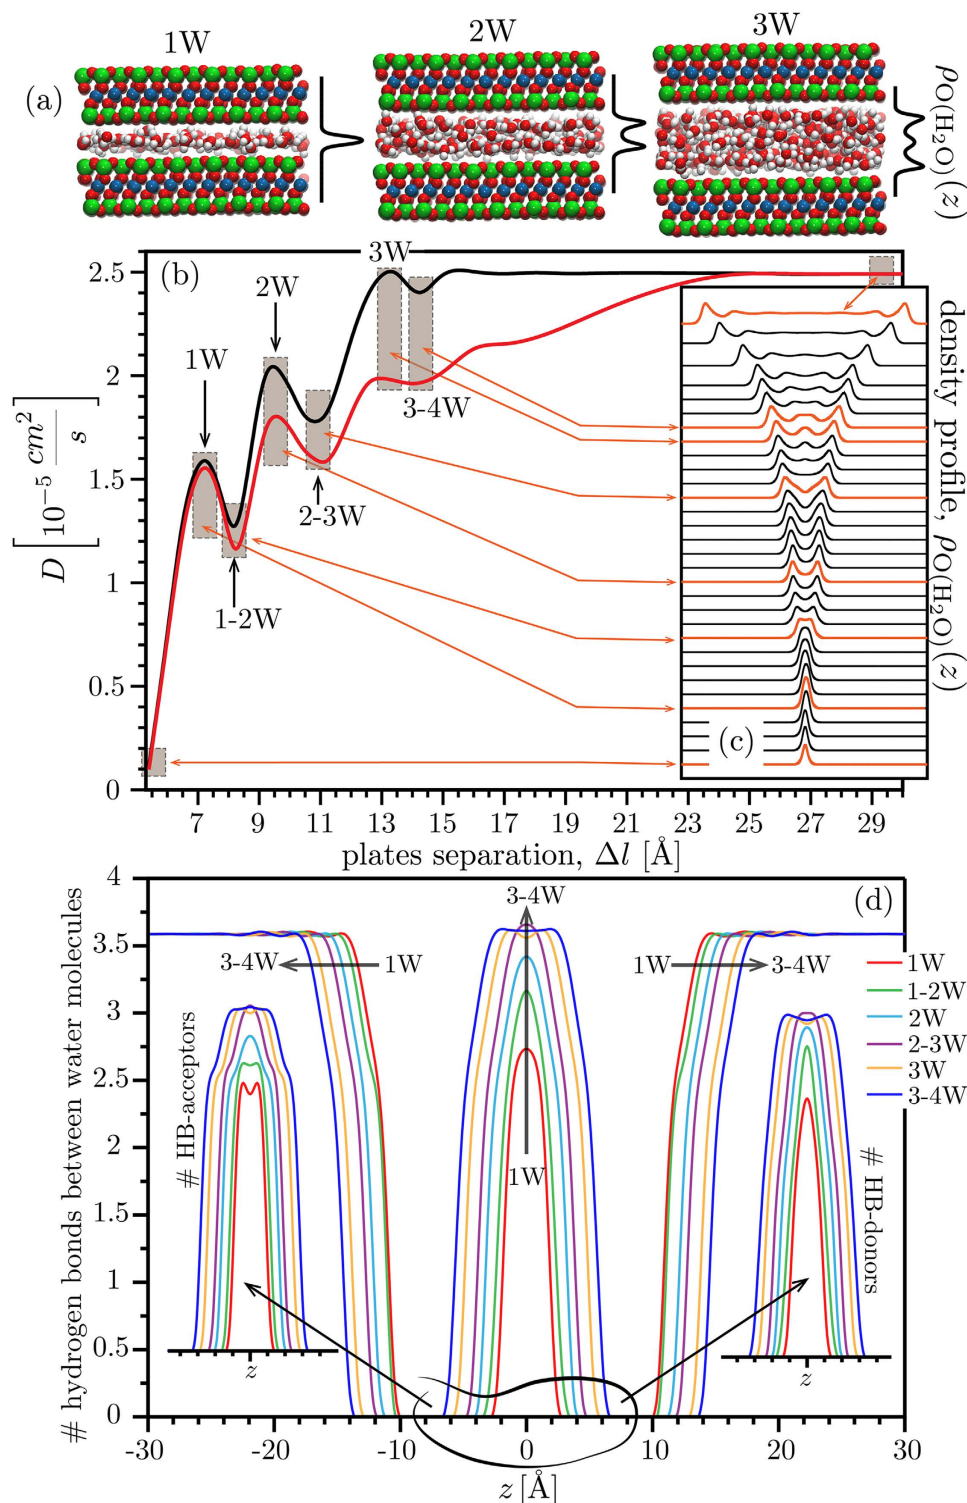 1W
2W
3W
(a)
ρO(H₂O)(z)
(b)
3W
2W
1W
1-2W
2-3W
3-4W
2.5
2
1.5
1
0.5
0
D [10⁻⁵ cm²/s]
7 9 11 13 15 17 19 21 23 25 27 29
plates separation, Δl [Å]
(c)
density profile, ρO(H₂O)(z)
(d)
4
3.5
3
2.5
2
1.5
1
0.5
0
# hydrogen bonds between water molecules
3-4W
3-4W 1W
1W 3-4W
1W
1W
1-2W
2W
2-3W
3W
3-4W
# HB-acceptors
# HB-donors
z
z
-30 -20 -10 0 10 20 30
z [Å]